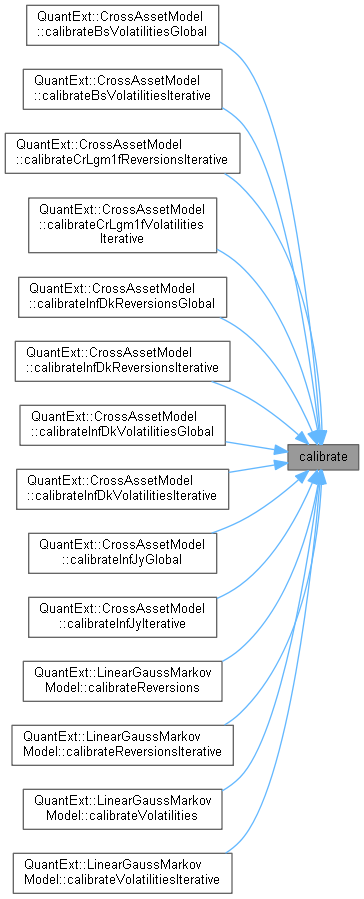 QuantExt::CrossAssetModel
::calibrateBsVolatilitiesGlobal
QuantExt::CrossAssetModel
::calibrateBsVolatilitiesIterative
QuantExt::CrossAssetModel
::calibrateCrLgm1fReversionsIterative
QuantExt::CrossAssetModel
::calibrateCrLgm1fVolatilities
Iterative
QuantExt::CrossAssetModel
::calibrateInfDkReversionsGlobal
QuantExt::CrossAssetModel
::calibrateInfDkReversionsIterative
QuantExt::CrossAssetModel
::calibrateInfDkVolatilitiesGlobal
calibrate
QuantExt::CrossAssetModel
::calibrateInfDkVolatilitiesIterative
QuantExt::CrossAssetModel
::calibrateInfJyGlobal
QuantExt::CrossAssetModel
::calibrateInfJyIterative
QuantExt::LinearGaussMarkov
Model::calibrateReversions
QuantExt::LinearGaussMarkov
Model::calibrateReversionsIterative
QuantExt::LinearGaussMarkov
Model::calibrateVolatilities
QuantExt::LinearGaussMarkov
Model::calibrateVolatilitiesIterative